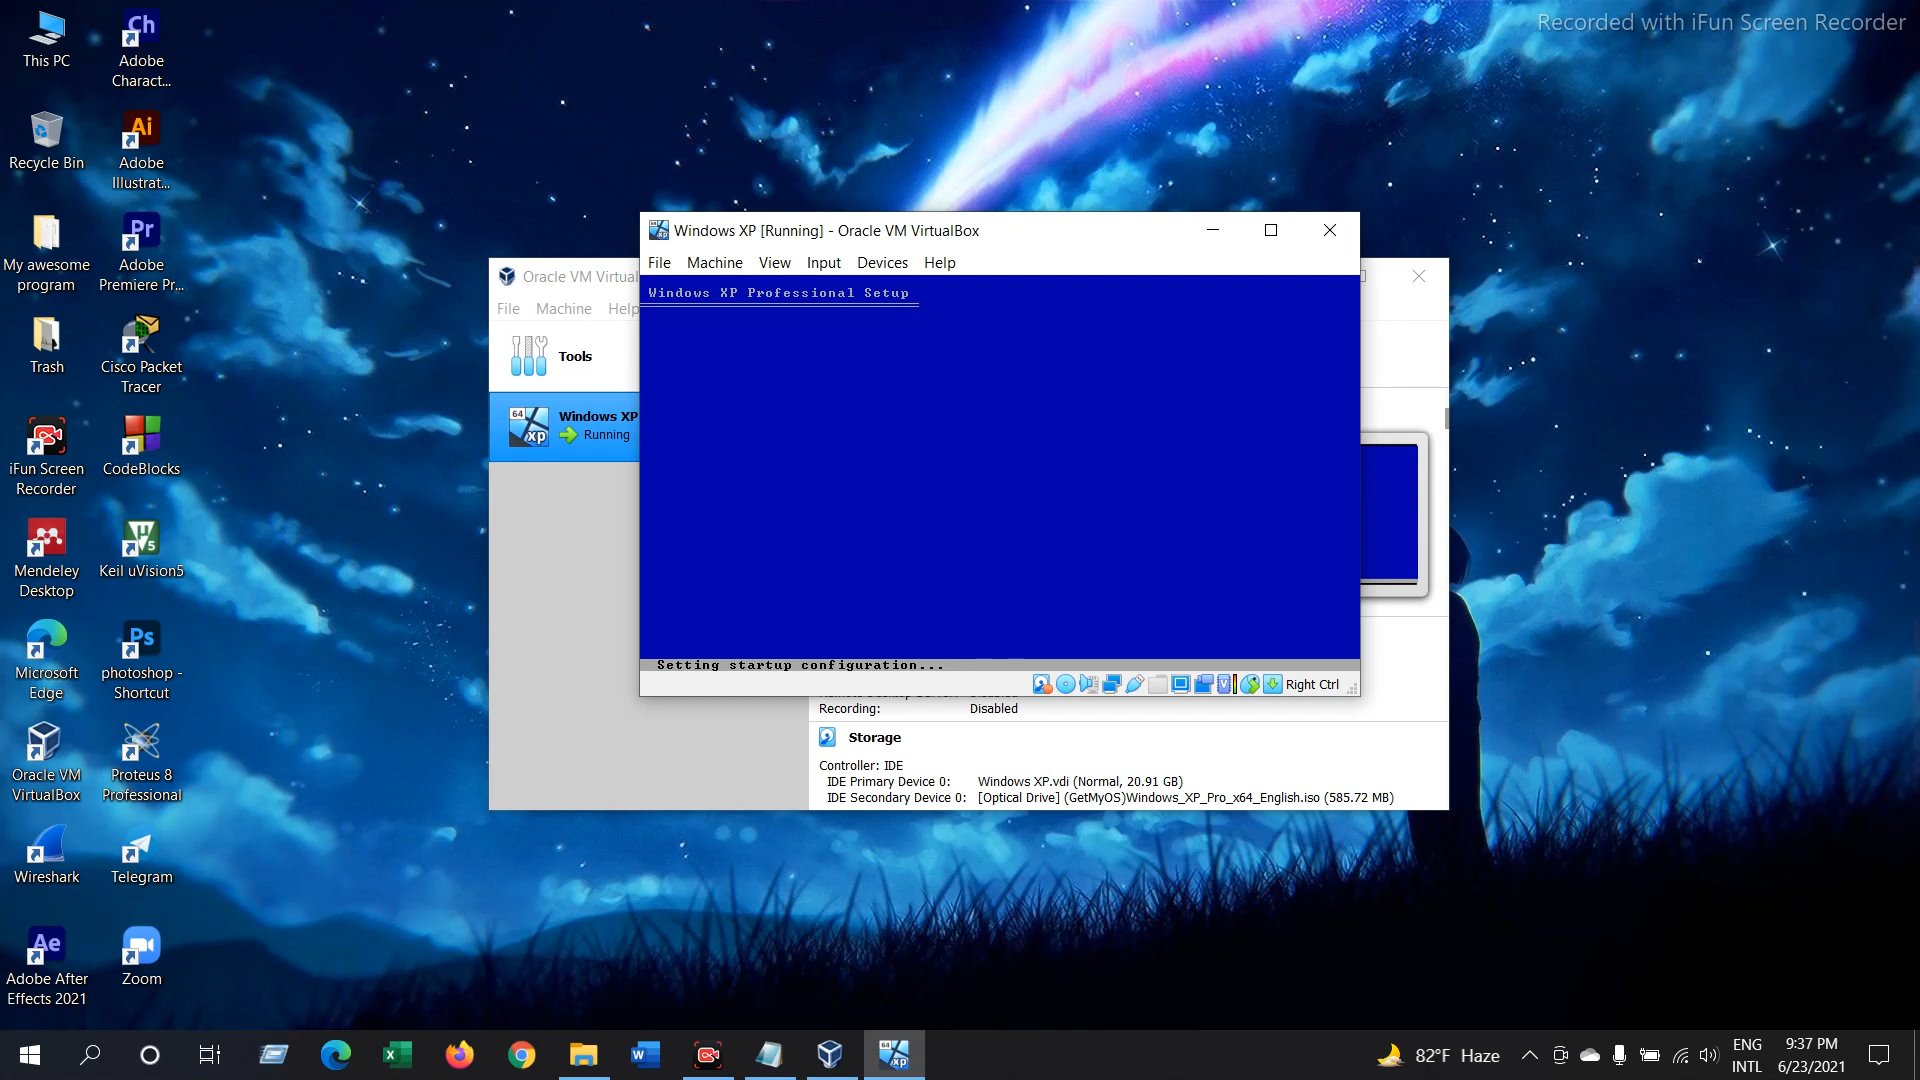 Recorded with iFun Screen Recorder
This PC
Adobe
Charact...
Recycle Bin
Adobe
Illustrat...
My awesome
program
Adobe
Premiere Pr...
Trash
Cisco Packet
Tracer
iFun Screen
Recorder
CodeBlocks
Mendeley
Desktop
Keil uVision5
Microsoft
Edge
photoshop -
Shortcut
Oracle VM
VirtualBox
Proteus 8
Professional
Wireshark
Telegram
Adobe After
Effects 2021
Zoom
Windows XP [Running] - Oracle VM VirtualBox
File Machine View Input Devices Help
Windows XP Professional Setup
Setting startup configuration...
Right Ctrl
Oracle VM Virtual
File Machine Help
Tools
Windows XP
Running
Recording: Disabled
Storage
Controller: IDE
IDE Primary Device 0: Windows XP.vdi (Normal, 20.91 GB)
IDE Secondary Device 0: [Optical Drive] (GetMyOS)Windows_XP_Pro_x64_English.iso (585.72 MB)
82°F Haze
ENG
INTL
9:37 PM
6/23/2021